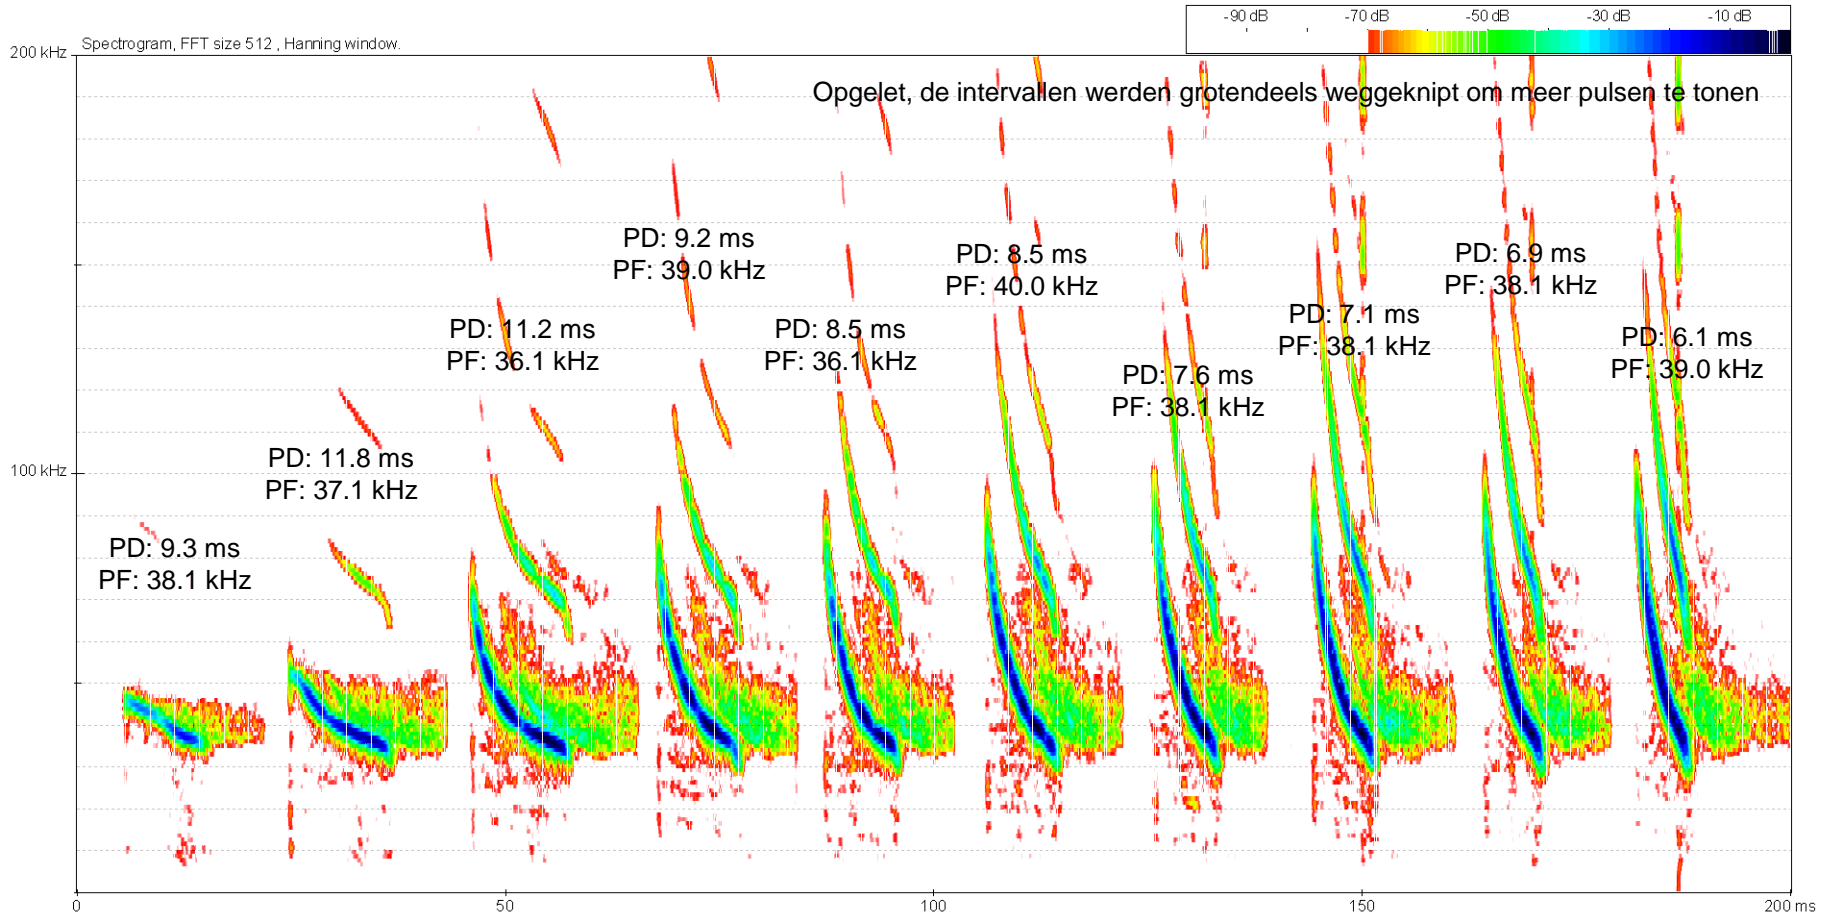 -90 dB -70 dB -50 dB -30 dB -10 dB
Spectrogram, FFT size 512 , Hanning window.
200 kHz
Opgelet, de intervallen werden grotendeels weggeknipt om meer pulsen te tonen
PD: 9.3 ms
PF: 38.1 kHz
PD: 11.8 ms
PF: 37.1 kHz
PD: 11.2 ms
PF: 36.1 kHz
PD: 9.2 ms
PF: 39.0 kHz
PD: 8.5 ms
PF: 36.1 kHz
PD: 8.5 ms
PF: 40.0 kHz
PD: 7.6 ms
PF: 38.1 kHz
PD: 7.1 ms
PF: 38.1 kHz
PD: 6.9 ms
PF: 38.1 kHz
PD: 6.1 ms
PF: 39.0 kHz
100 kHz
0 50 100 150 200 ms